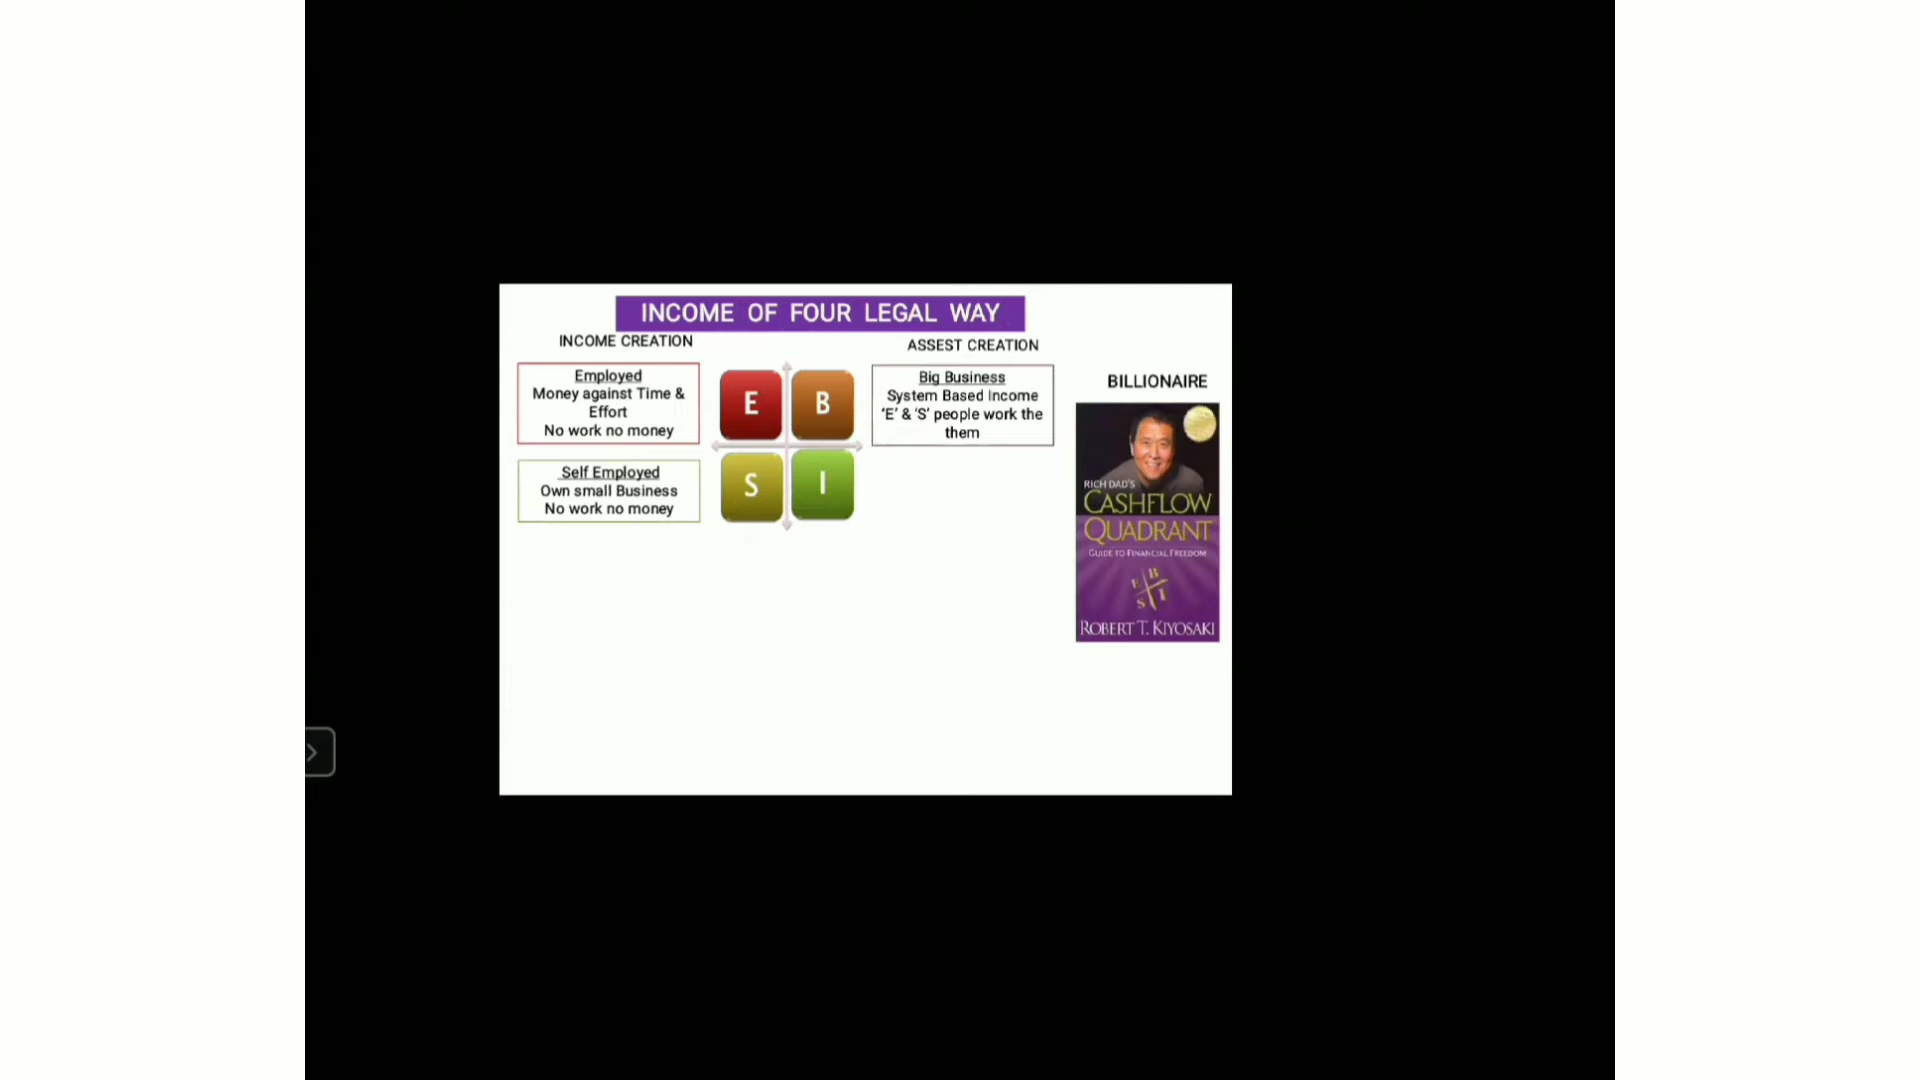 INCOME OF FOUR LEGAL WAY
INCOME CREATION
ASSEST CREATION
Employed
Money against Time &
Effort
No work no money
Self Employed
Own small Business
No work no money
E
B
S
I
Big Business
System Based Income
‘E’ & ‘S’ people work the
them
BILLIONAIRE
RICH DAD'S
CASHFLOW
QUADRANT
GUIDE TO FINANCIAL FREEDOM
E B
S I
ROBERT T. KIYOSAKI